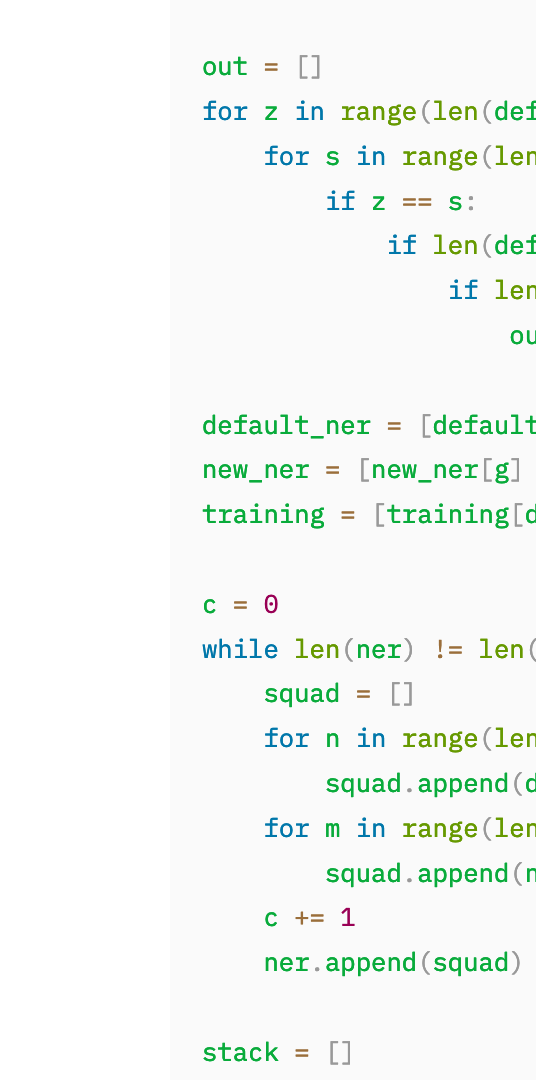 out = []
for z in range(len(def
for s in range(len
if z == s:
if len(def
if len
ou
default_ner = [default
new_ner = [new_ner[g]
training = [training[d
c = 0
while len(ner) != len(
squad = []
for n in range(len
squad.append(d
for m in range(len
squad.append(n
c += 1
ner.append(squad)
stack = []